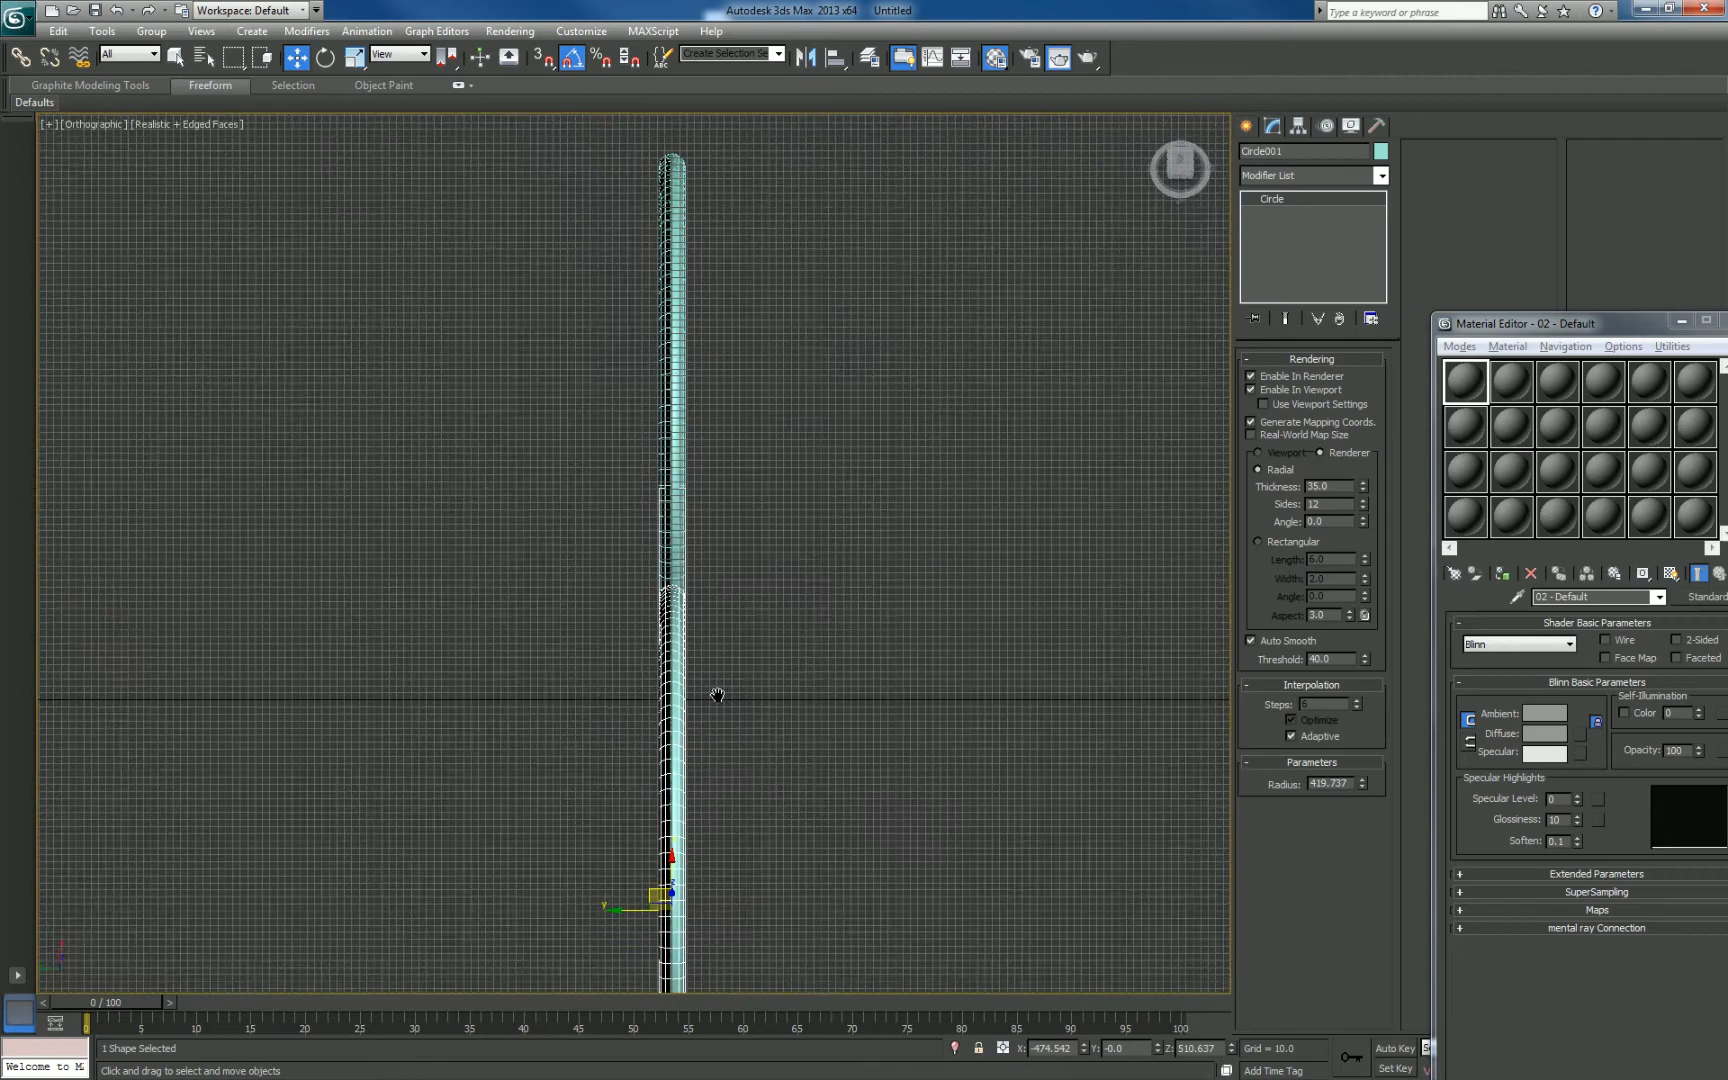 Workspace: Default
Autodesk 3ds Max 2013 x64 Untitled
Type a keyword or phrase
Edit Tools Group Views Create Modifiers Animation Graph Editors Rendering Customize MAXScript Help
All View 3 Create Selection Se
Graphite Modeling Tools Freeform Selection Object Paint
Defaults
[+][Orthographic][Realistic + Edged Faces]
Circle001
Modifier List
Circle
Rendering
Enable In Renderer
Enable In Viewport
Use Viewport Settings
Generate Mapping Coords.
Real-World Map Size
Viewport Renderer
Radial
Thickness: 35.0
Sides: 12
Angle: 0.0
Rectangular
Length: 6.0
Width: 2.0
Angle: 0.0
Aspect: 3.0
Auto Smooth
Threshold: 40.0
Interpolation
Steps: 6
Optimize
Adaptive
Parameters
Radius: 419.737
Material Editor - 02 - Default
Modes Material Navigation Options Utilities
02 - Default Standard
Shader Basic Parameters
Blinn Wire 2-Sided
Face Map Faceted
Blinn Basic Parameters
Self-Illumination
Ambient: Color 0
Diffuse:
Specular: Opacity: 100
Specular Highlights
Specular Level: 0
Glossiness: 10
Soften: 0.1
Extended Parameters
SuperSampling
Maps
mental ray Connection
y
z
0 / 100
0 5 10 15 20 25 30 35 40 45 50 55 60 65 70 75 80 85 90 95 100
1 Shape Selected X: -474.542 Y: -0.0 Z: 510.637 Grid = 10.0 Auto Key
Welcome to M Click and drag to select and move objects Add Time Tag Set Key